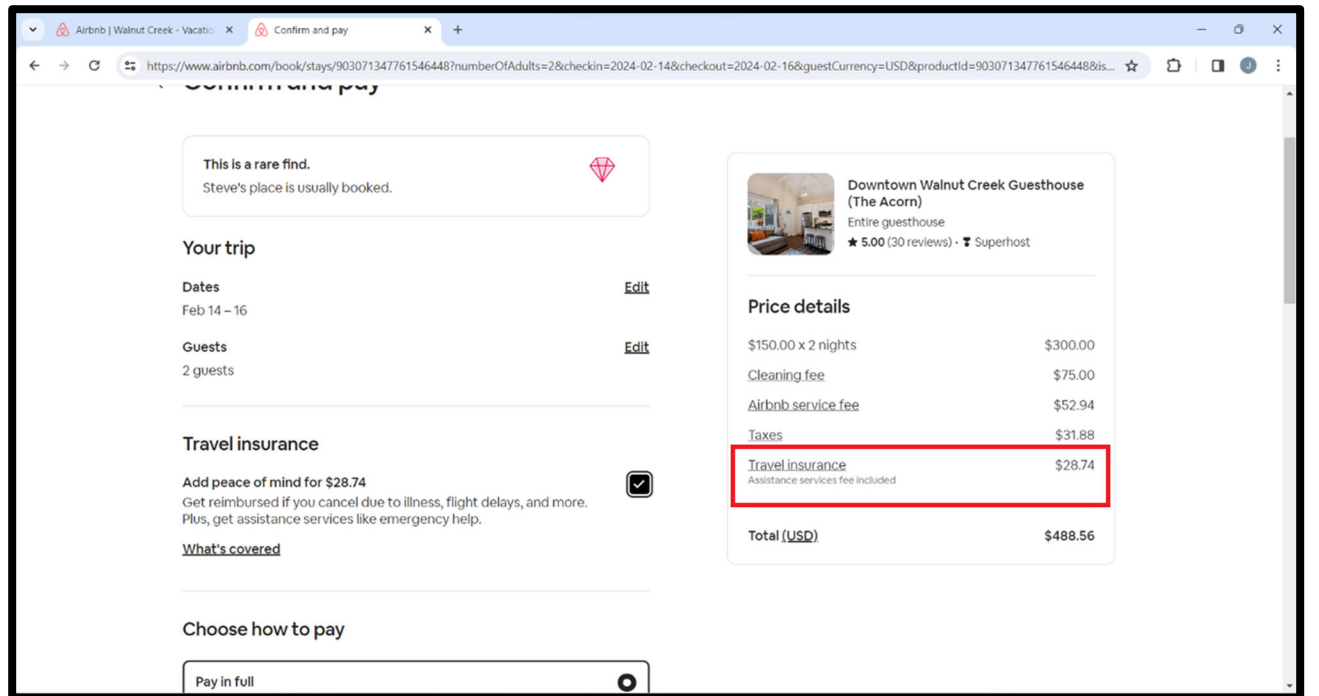 Airbnb | Walnut Creek - Vacatio
Confirm and pay
https://www.airbnb.com/book/stays/903071347761546448?numberOfAdults=2&checkin=2024-02-14&checkout=2024-02-16&guestCurrency=USD&productId=903071347761546448&is...
J
Confirm and pay
This is a rare find.
Steve's place is usually booked.
Your trip
Dates
Edit
Feb 14 – 16
Guests
Edit
2 guests
Travel insurance
Add peace of mind for $28.74
Get reimbursed if you cancel due to illness, flight delays, and more.
Plus, get assistance services like emergency help.
What's covered
Choose how to pay
Pay in full
Downtown Walnut Creek Guesthouse
(The Acorn)
Entire guesthouse
★ 5.00 (30 reviews) · Superhost
Price details
$150.00 x 2 nights $300.00
Cleaning fee $75.00
Airbnb service fee $52.94
Taxes $31.88
Travel insurance $28.74
Assistance services fee included
Total (USD) $488.56